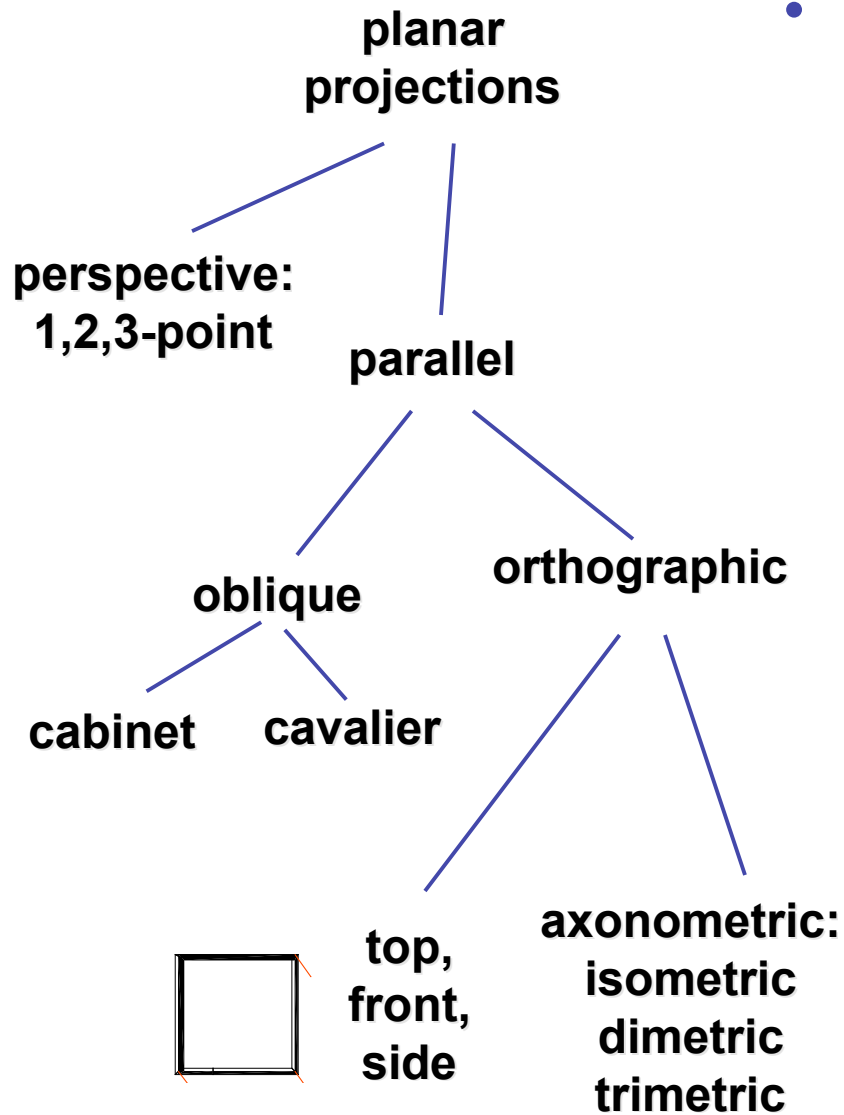 planar
projections
perspective:
1,2,3-point
parallel
oblique
orthographic
cabinet
cavalier
top,
front,
side
axonometric:
isometric
dimetric
trimetric